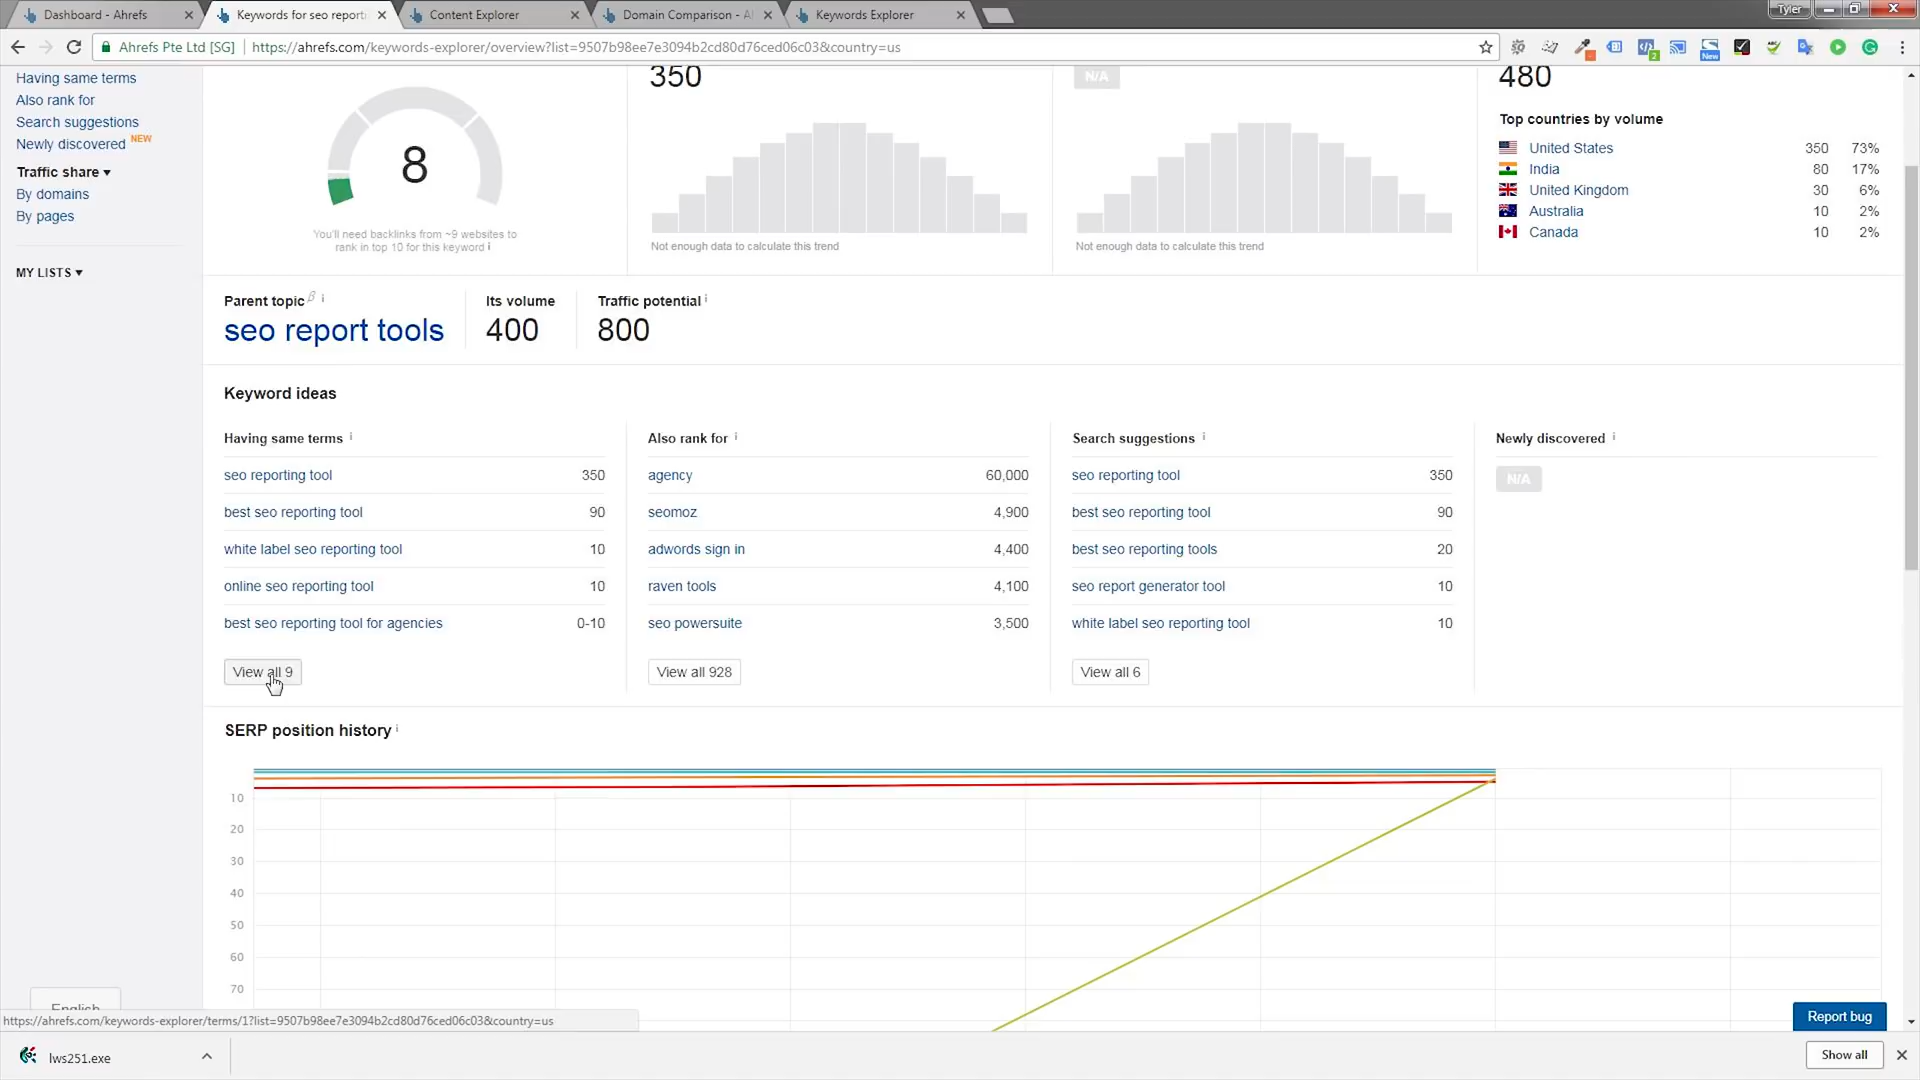 Dashboard - Ahrefs
Keywords for seo reporti
Content Explorer
Domain Comparison - A
Keywords Explorer
Tyler
Ahrefs Pte Ltd [SG]
https://ahrefs.com/keywords-explorer/overview?list=9507b98ee7e3094b2cd80d76ced06c03&country=us
2
New
Having same terms
Also rank for
Search suggestions
Newly discovered NEW
Traffic share
By domains
By pages
MY LISTS
8
You'll need backlinks from ~9 websites to
rank in top 10 for this keyword i
350
Not enough data to calculate this trend
N/A
Not enough data to calculate this trend
480
Top countries by volume
United States 350 73%
India 80 17%
United Kingdom 30 6%
Australia 10 2%
Canada 10 2%
Parent topic β i
seo report tools
Its volume
400
Traffic potential i
800
Keyword ideas
Having same terms i
seo reporting tool 350
best seo reporting tool 90
white label seo reporting tool 10
online seo reporting tool 10
best seo reporting tool for agencies 0-10
View all 9
Also rank for i
agency 60,000
seomoz 4,900
adwords sign in 4,400
raven tools 4,100
seo powersuite 3,500
View all 928
Search suggestions i
seo reporting tool 350
best seo reporting tool 90
best seo reporting tools 20
seo report generator tool 10
white label seo reporting tool 10
View all 6
Newly discovered i
N/A
SERP position history i
10
20
30
40
50
60
70
English
https://ahrefs.com/keywords-explorer/terms/1?list=9507b98ee7e3094b2cd80d76ced06c03&country=us
Report bug
lws251.exe
Show all